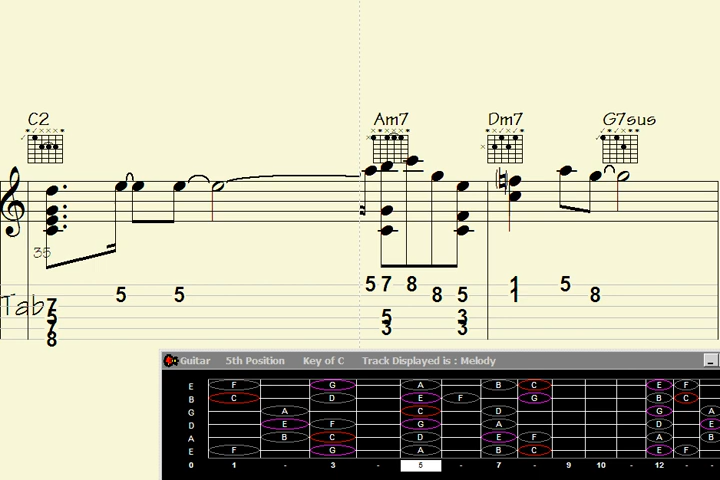 C2 Am7 Dm7 G7sus
35
5 7 8 1 5
Tab 7 5 5 8 5 1 8
5 5 3
7 3 3
8
Guitar 5th Position Key of C Track Displayed is : Melody
E F G A B C E F
B C D E F G B C
G A C D G A
D E F G A D E
A B C D E F A B
E F G A B C E F
0 1 - 3 - 5 - 7 - 9 10 - 12 -